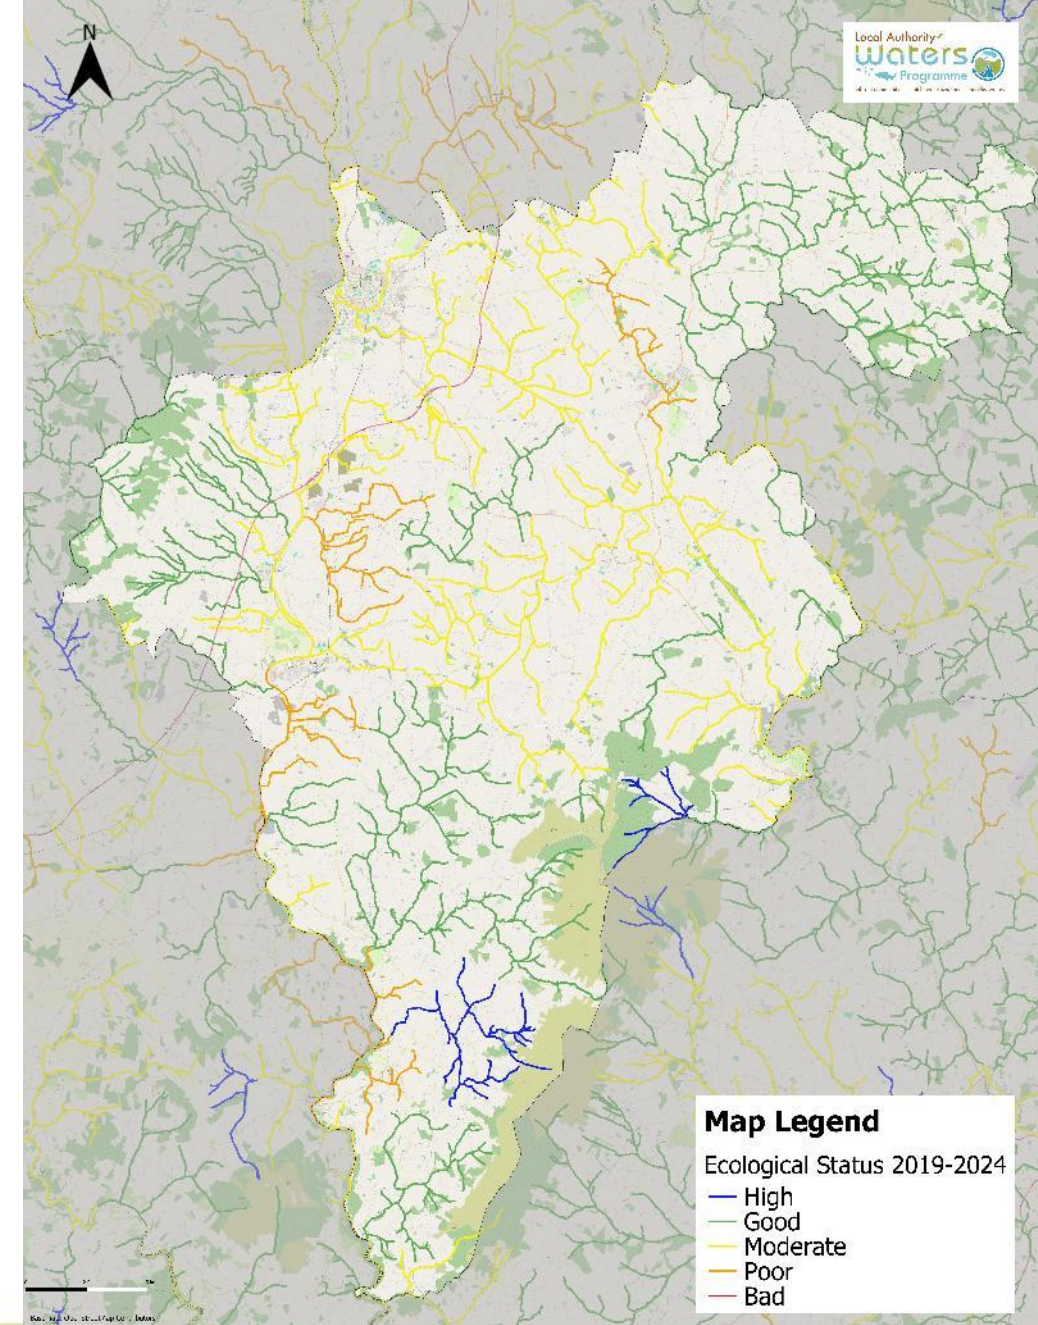 N
Local Authority
waters
Programme
Map Legend
Ecological Status 2019-2024
High
Good
Moderate
Poor
Bad